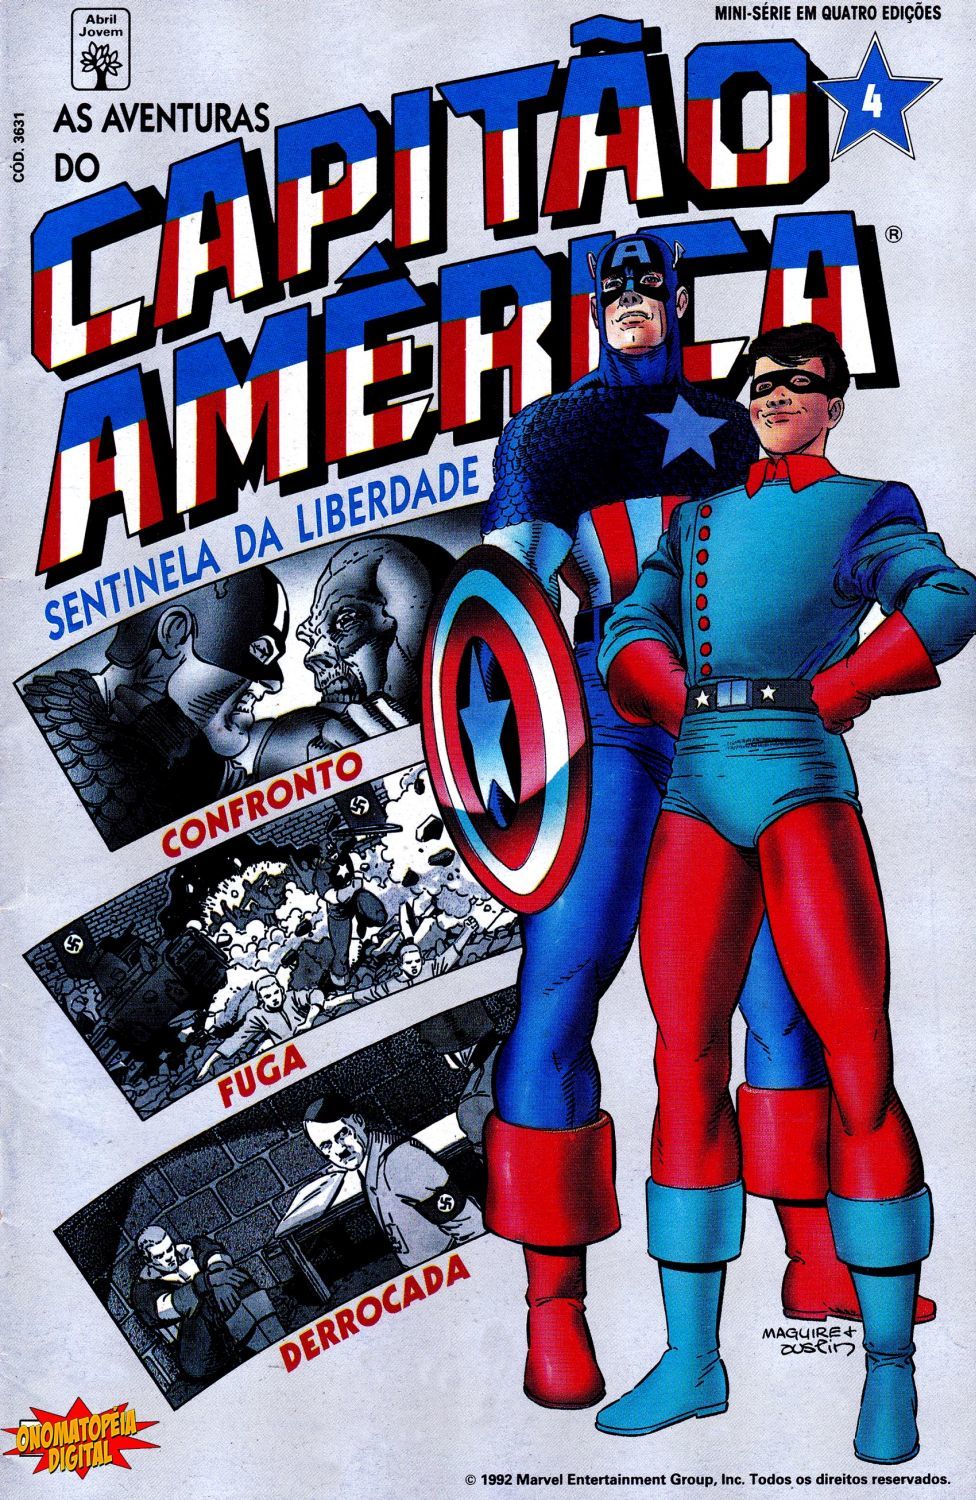 Abril
Jovem
MINI-SÉRIE EM QUATRO EDIÇÕES
4
CÓD. 3631
AS AVENTURAS
DO
CAPITÃO
AMÉRICA®
A
SENTINELA DA LIBERDADE
CONFRONTO
FUGA
DERROCADA
MAGUIRE +
AUSTIN
ONOMATOPÉIA
DIGITAL
© 1992 Marvel Entertainment Group, Inc. Todos os direitos reservados.